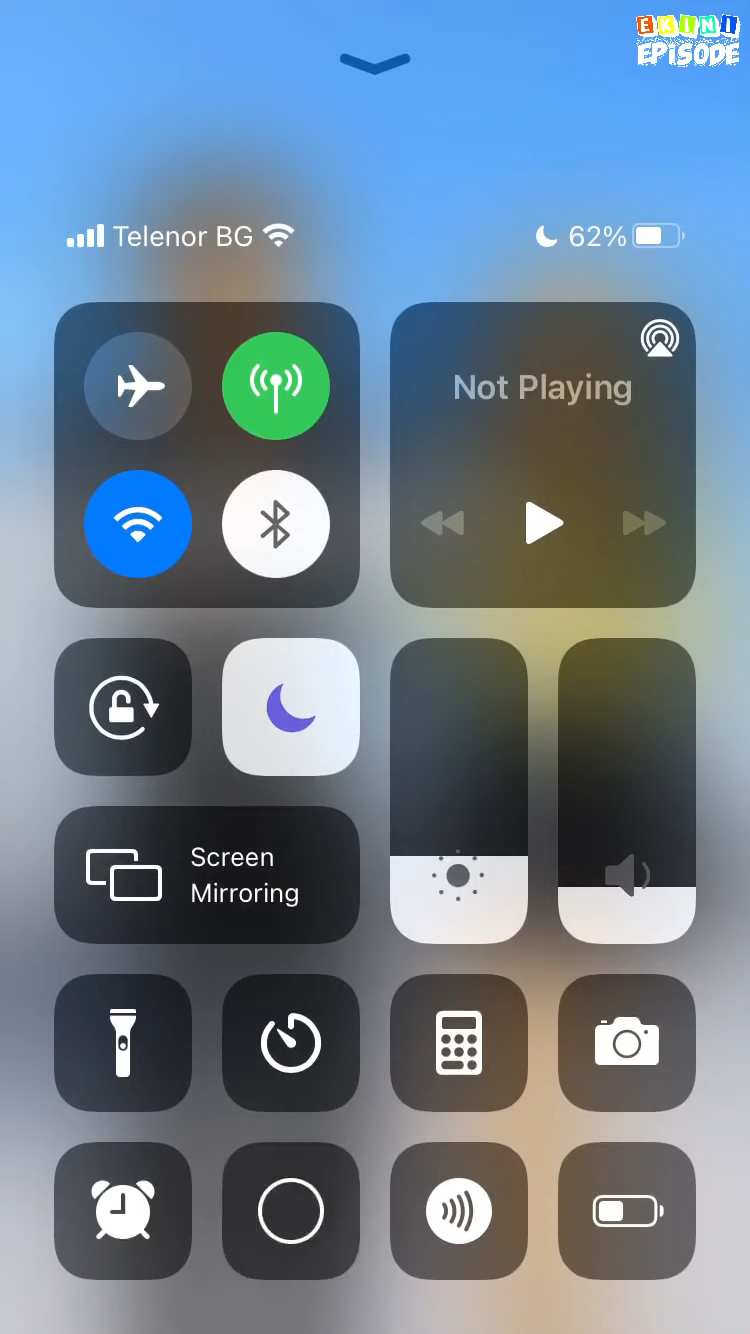 EKINI
EPISODE
Telenor BG
62%
Not Playing
Screen
Mirroring